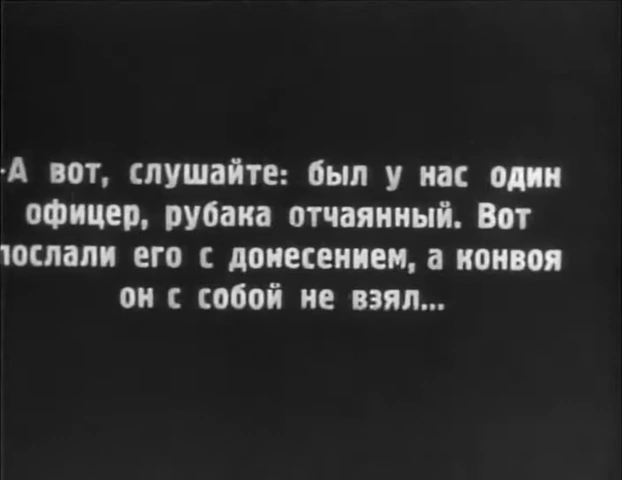 -А вот, слушайте: был у нас один
офицер, рубака отчаянный. Вот
послали его с донесением, а конвоя
он с собой не взял...